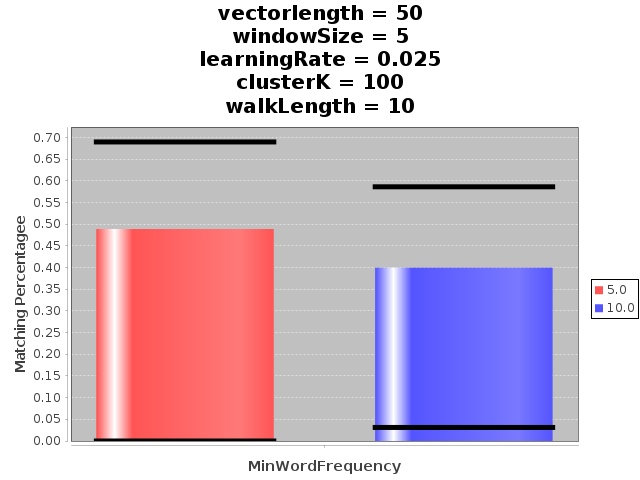 vectorlength = 50
windowSize = 5
learningRate = 0.025
clusterK = 100
walkLength = 10
0.70
0.65
0.60
0.55
0.50
0.45
0.40
0.35
0.30
0.25
0.20
0.15
0.10
0.05
0.00
Matching Percentagee
5.0
10.0
MinWordFrequency